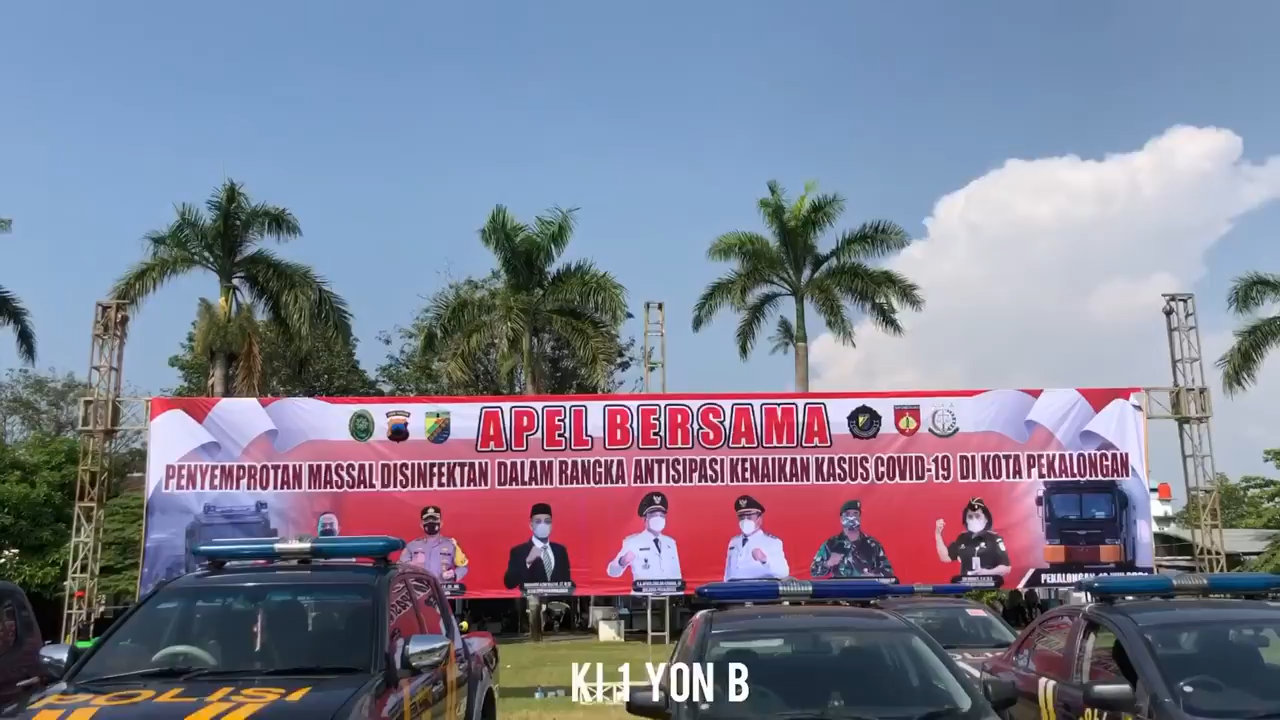 APEL BERSAMA
PENYEMPROTAN MASSAL DISINFEKTAN DALAM RANGKA ANTISIPASI KENAIKAN KASUS COVID-19 DI KOTA PEKALONGAN
PEKALONGAN
POLISI
KI 1 YON B